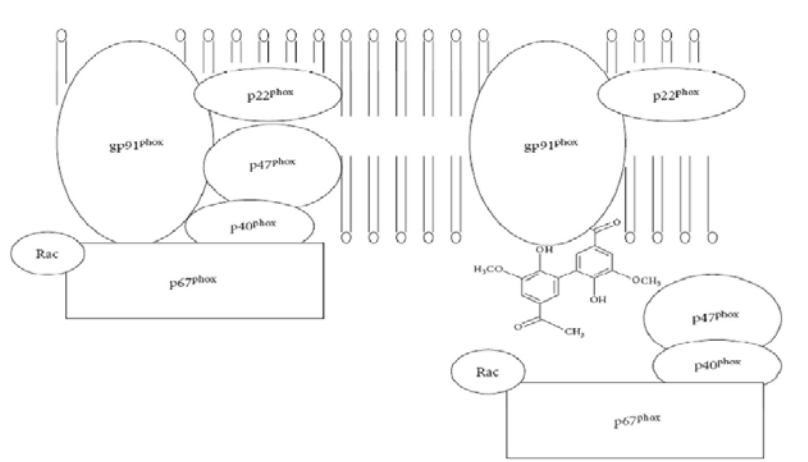 p22phox
gp91phox
p47phox
p40phox
Rac
p67phox
p22phox
gp91phox
O
OH
H3CO
OCH3
OH
O
CH3
p47phox
p40phox
Rac
p67phox